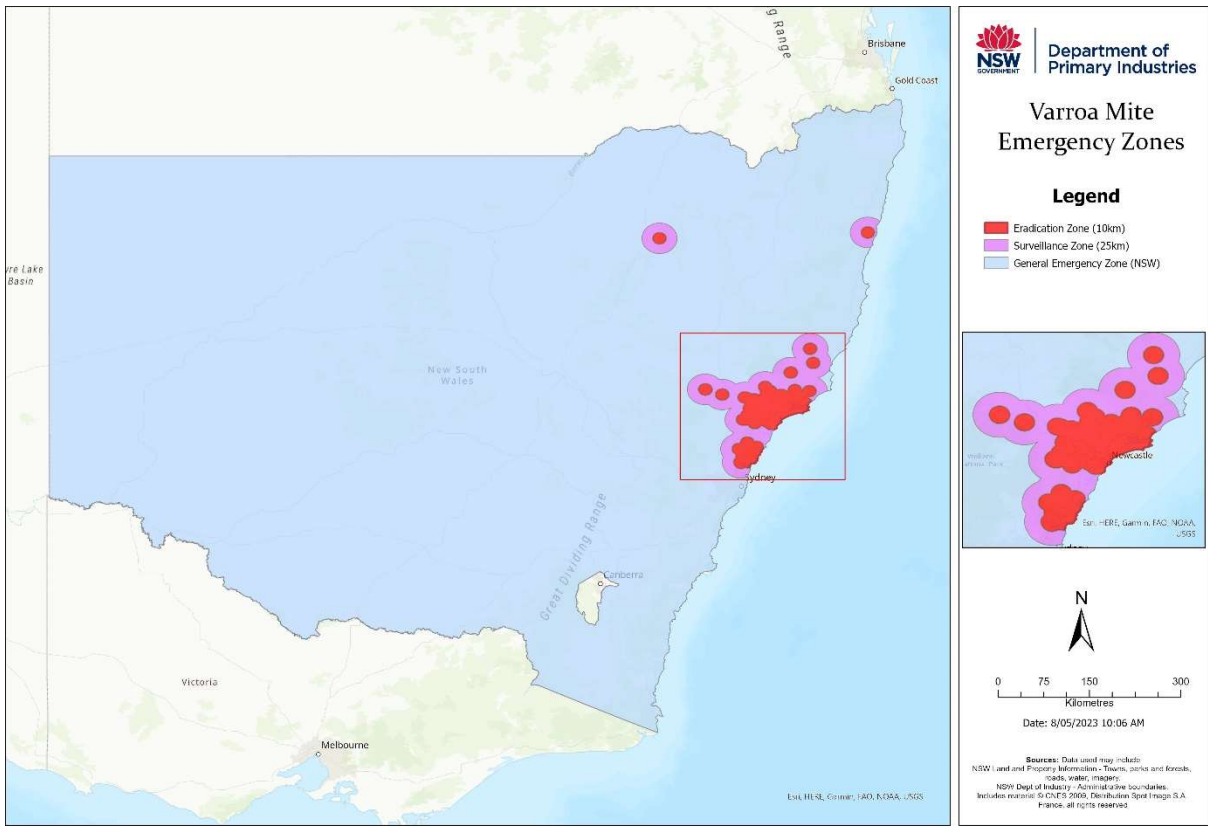 g Range
Brisbane
Gold Coast
yre Lake
Basin
New South
Wales
Sydney
Great Dividing Range
Canberra
Victoria
Melbourne
Esri, HERE, Garmin, FAO, NOAA, USGS
NSW
GOVERNMENT
Department of
Primary Industries
Varroa Mite
Emergency Zones
Legend
Eradication Zone (10km)
Surveillance Zone (25km)
General Emergency Zone (NSW)
Newcastle
Esri, HERE, Garmin, FAO, NOAA,
USGS
N
0 75 150 300
Kilometres
Date: 8/05/2023 10:06 AM
Sources: Data used may include
NSW Land and Property Information - Towns, parks and forests,
roads, water, imagery.
NSW Dept of Industry - Administrative boundaries.
Includes material © CNES 2009, Distribution Spot Image S.A
France, all rights reserved